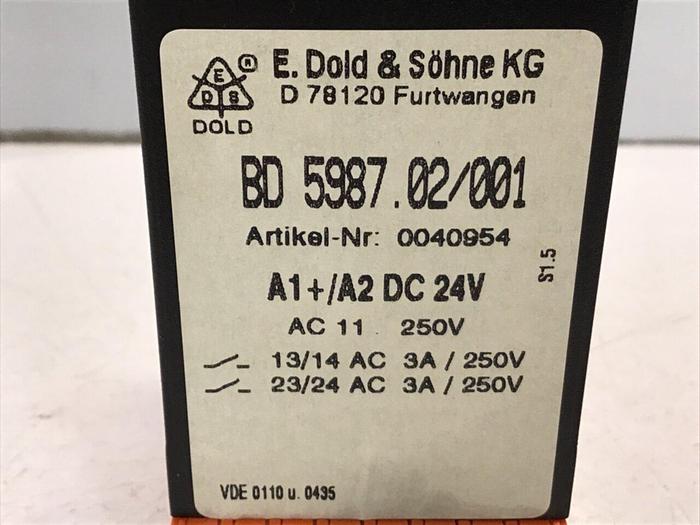 E
D S
®
DOLD
E. Dold & Söhne KG
D 78120 Furtwangen
BD 5987.02/001
Artikel-Nr: 0040954
S1.5
A1+/A2 DC 24V
AC 11 250V
13/14 AC 3A / 250V
23/24 AC 3A / 250V
VDE 0110 u. 0435